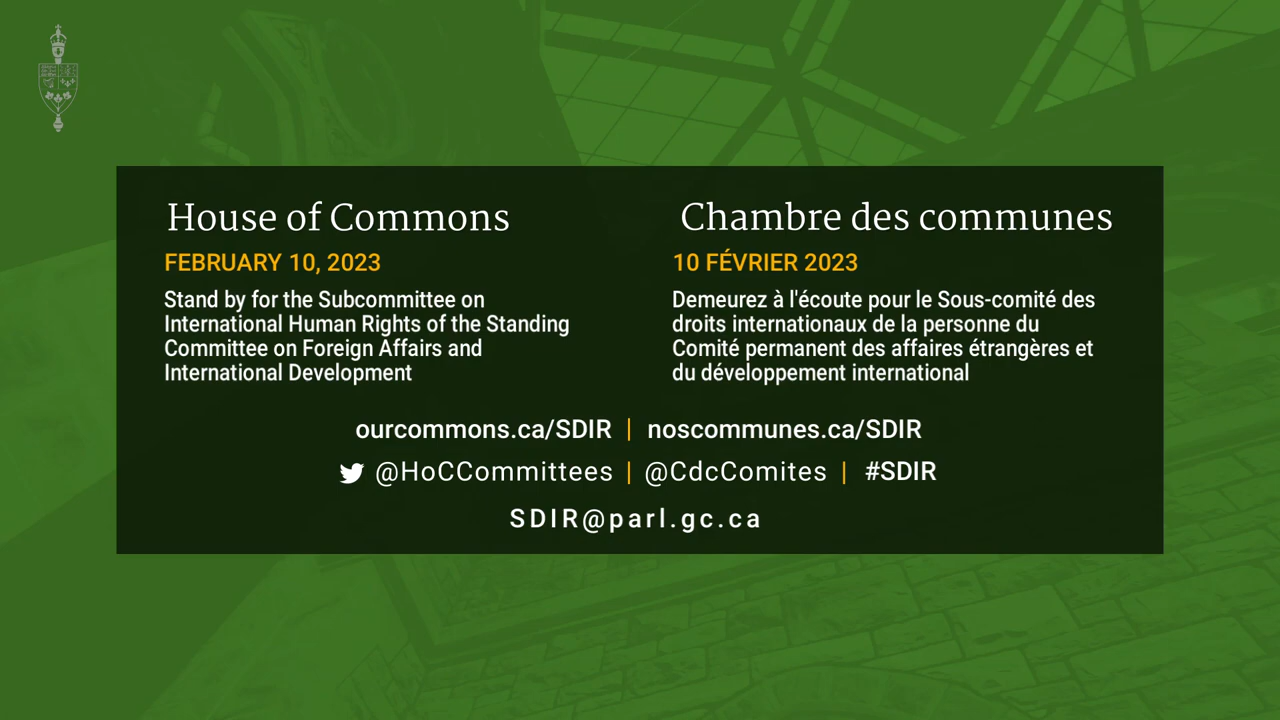 House of Commons
FEBRUARY 10, 2023
Stand by for the Subcommittee on
International Human Rights of the Standing
Committee on Foreign Affairs and
International Development
Chambre des communes
10 FÉVRIER 2023
Demeurez à l'écoute pour le Sous-comité des
droits internationaux de la personne du
Comité permanent des affaires étrangères et
du développement international
ourcommons.ca/SDIR | noscommunes.ca/SDIR
@HoCCommittees | @CdcComites | #SDIR
SDIR@parl.gc.ca